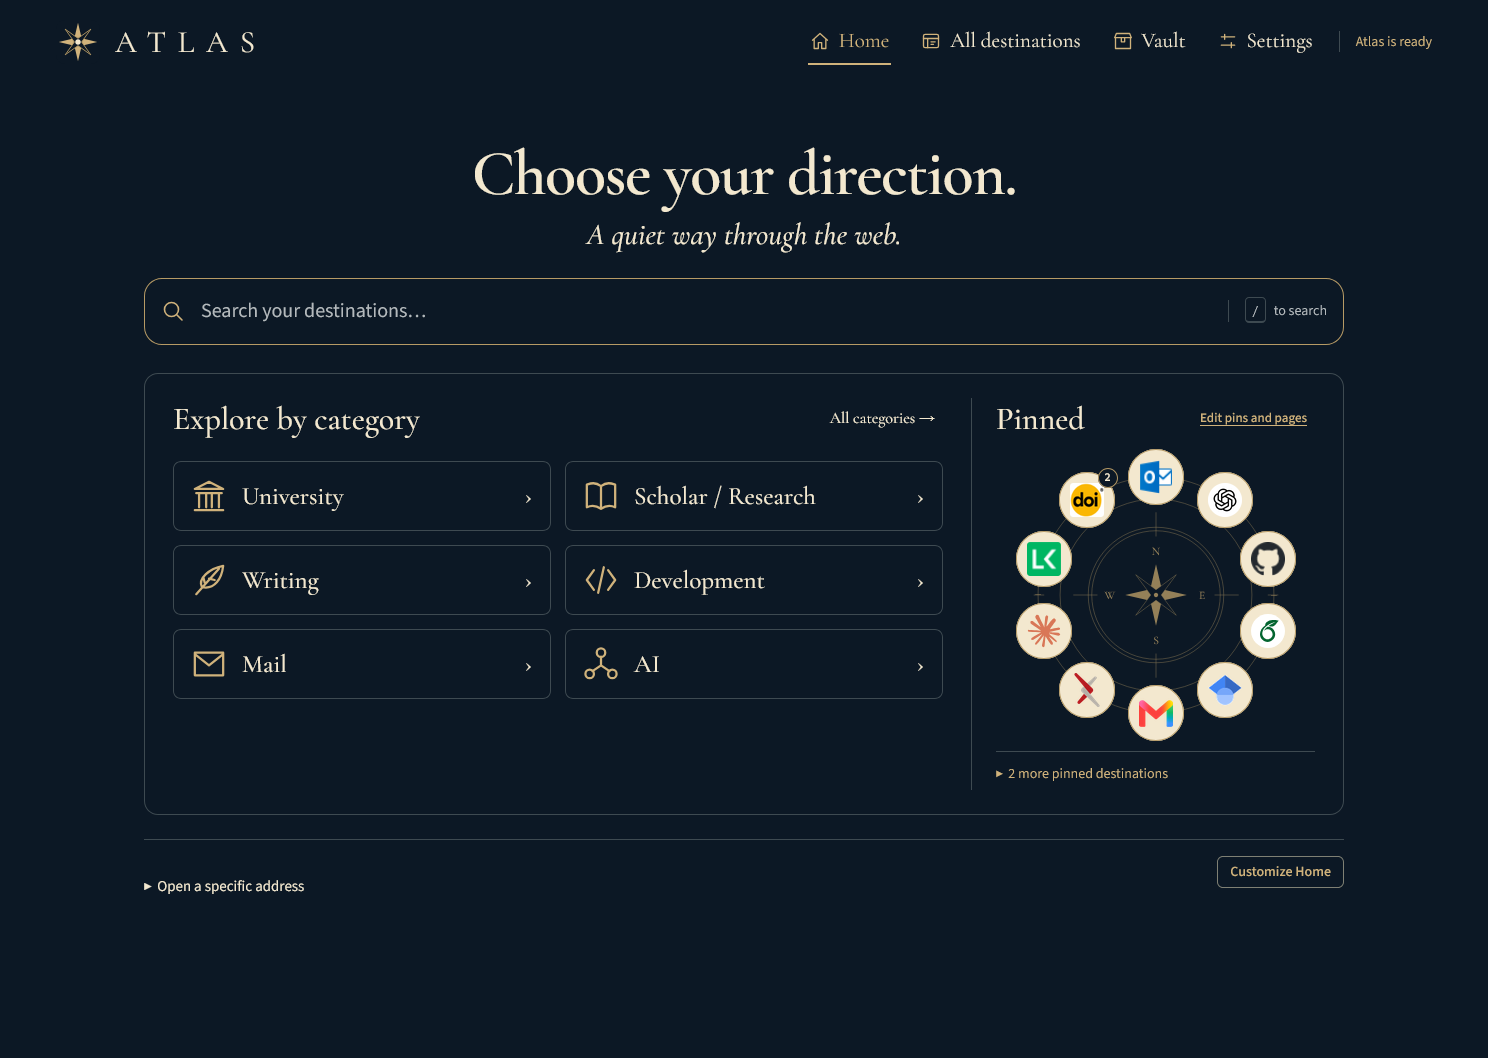 ATLAS
Home
All destinations
Vault
Settings
Atlas is ready
Choose your direction.
A quiet way through the web.
Search your destinations...
/ to search
Explore by category
All categories →
University ›
Scholar / Research ›
Writing ›
Development ›
Mail ›
AI ›
Pinned
Edit pins and pages
2
O
doi
LK
N
W
E
S
▸ 2 more pinned destinations
▸ Open a specific address
Customize Home